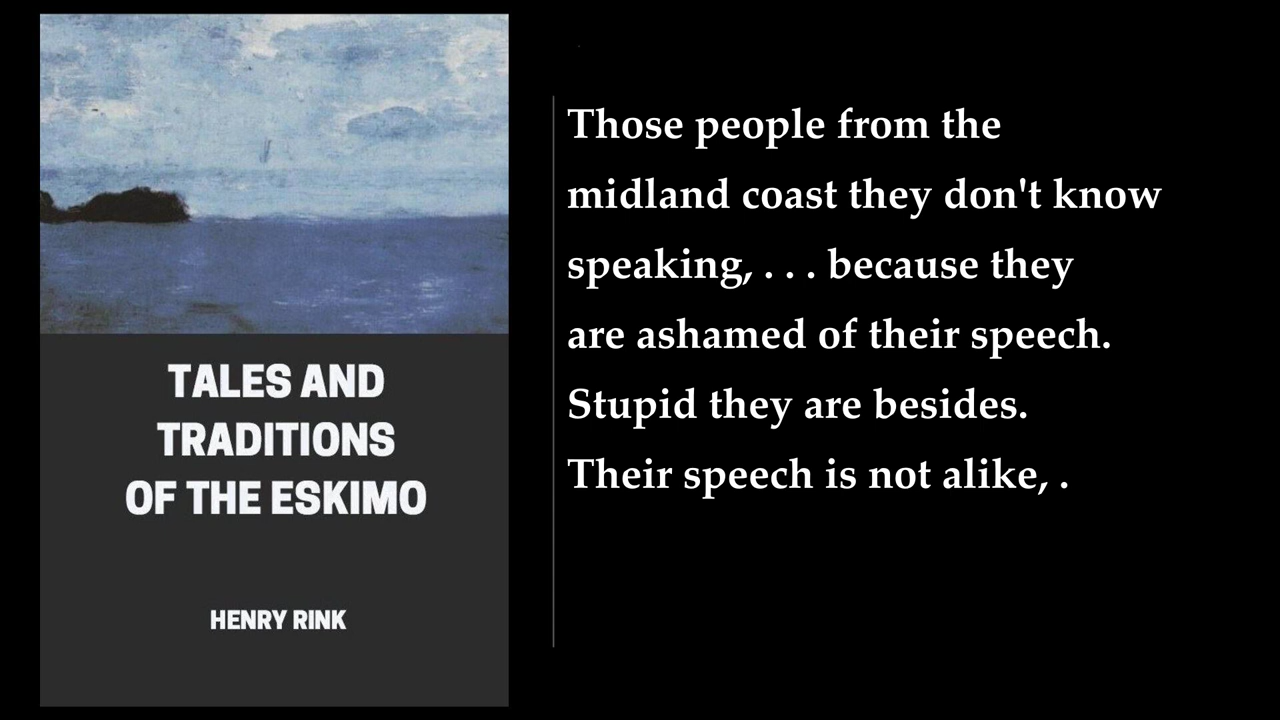 TALES AND
TRADITIONS
OF THE ESKIMO
HENRY RINK
Those people from the
midland coast they don't know
speaking, . . . because they
are ashamed of their speech.
Stupid they are besides.
Their speech is not alike, .